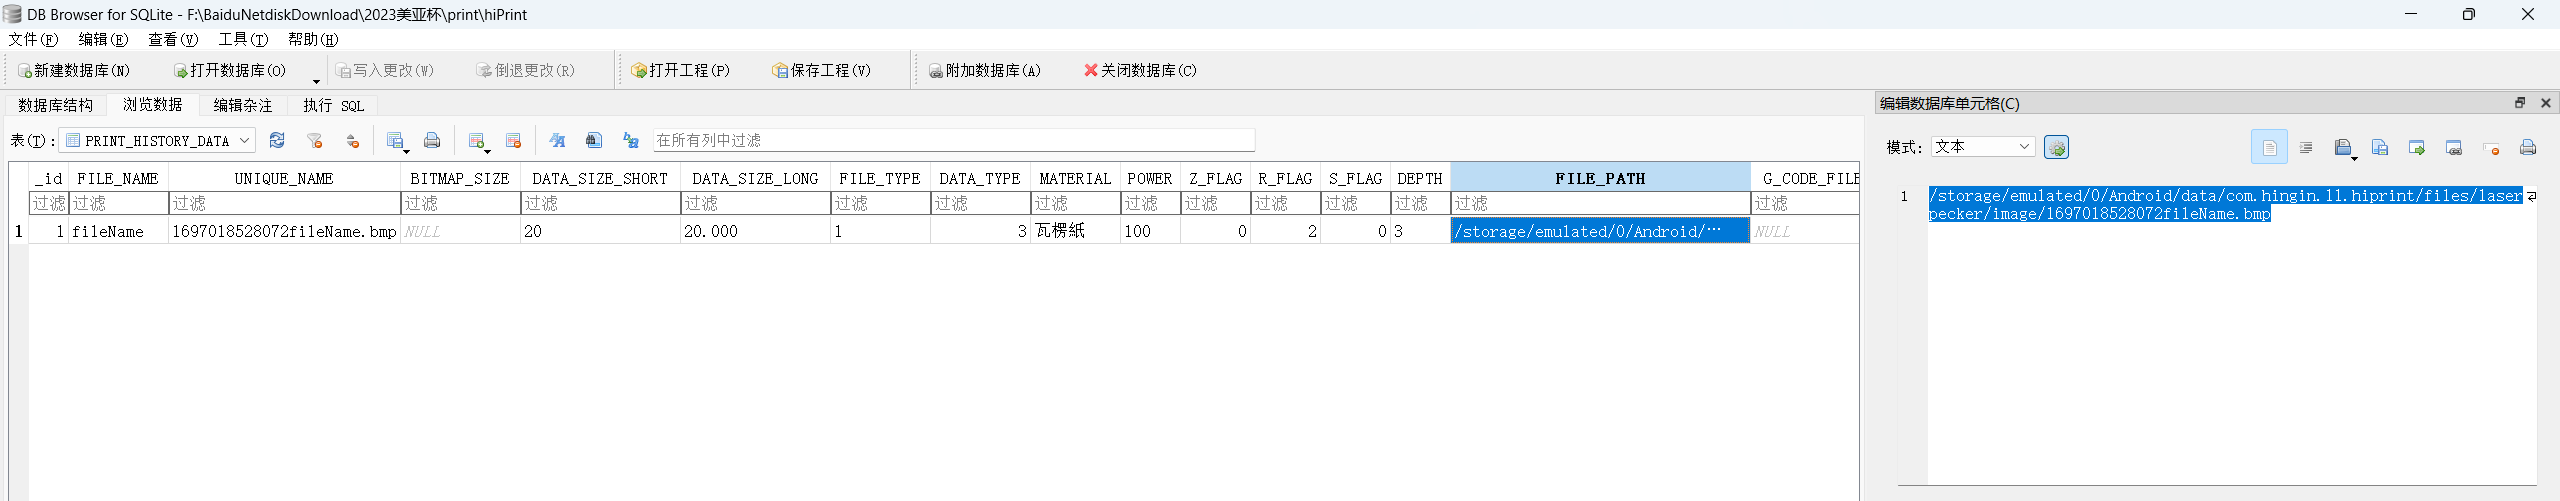 DB Browser for SQLite - F:\BaiduNetdiskDownload\2023美亚杯\print\hiPrint
文件(F) 编辑(E) 查看(V) 工具(T) 帮助(H)
新建数据库(N) 打开数据库(O) 写入更改(W) 倒退更改(R) 打开工程(P) 保存工程(V) 附加数据库(A) 关闭数据库(C)
数据库结构 浏览数据 编辑杂注 执行 SQL
表(T): PRINT_HISTORY_DATA 在所有列中过滤
_id FILE_NAME UNIQUE_NAME BITMAP_SIZE DATA_SIZE_SHORT DATA_SIZE_LONG FILE_TYPE DATA_TYPE MATERIAL POWER Z_FLAG R_FLAG S_FLAG DEPTH FILE_PATH G_CODE_FILE
过滤 过滤 过滤 过滤 过滤 过滤 过滤 过滤 过滤 过滤 过滤 过滤 过滤 过滤 过滤 过滤
1 1 fileName 1697018528072fileName.bmp NULL 20 20.000 1 3 瓦楞紙 100 0 2 0 3 /storage/emulated/0/Android/… NULL
编辑数据库单元格(C)
模式: 文本
1 /storage/emulated/0/Android/data/com.hingin.l1.hiprint/files/laser
pecker/image/1697018528072fileName.bmp